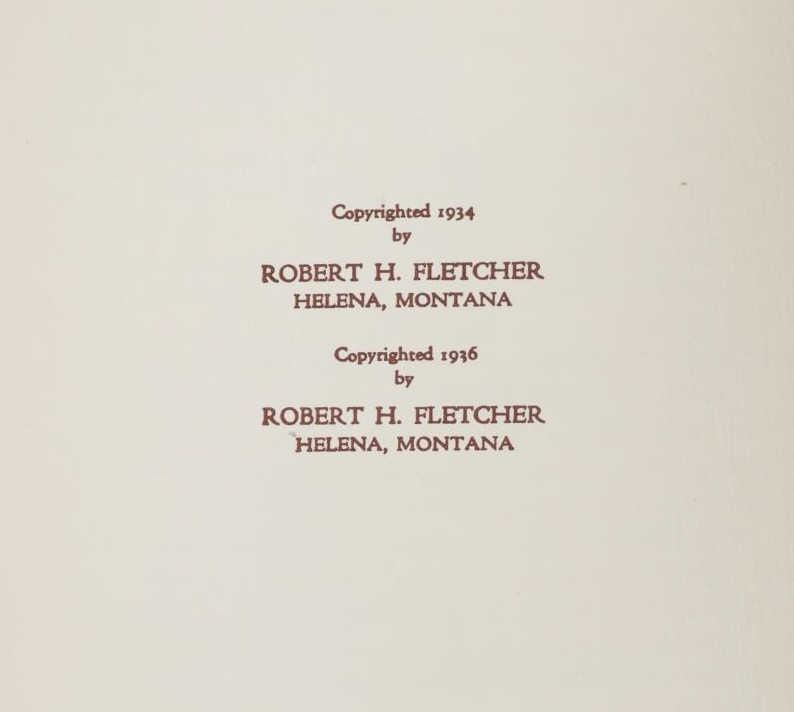 Copyrighted 1934
by
ROBERT H. FLETCHER
HELENA, MONTANA
Copyrighted 1936
by
ROBERT H. FLETCHER
HELENA, MONTANA